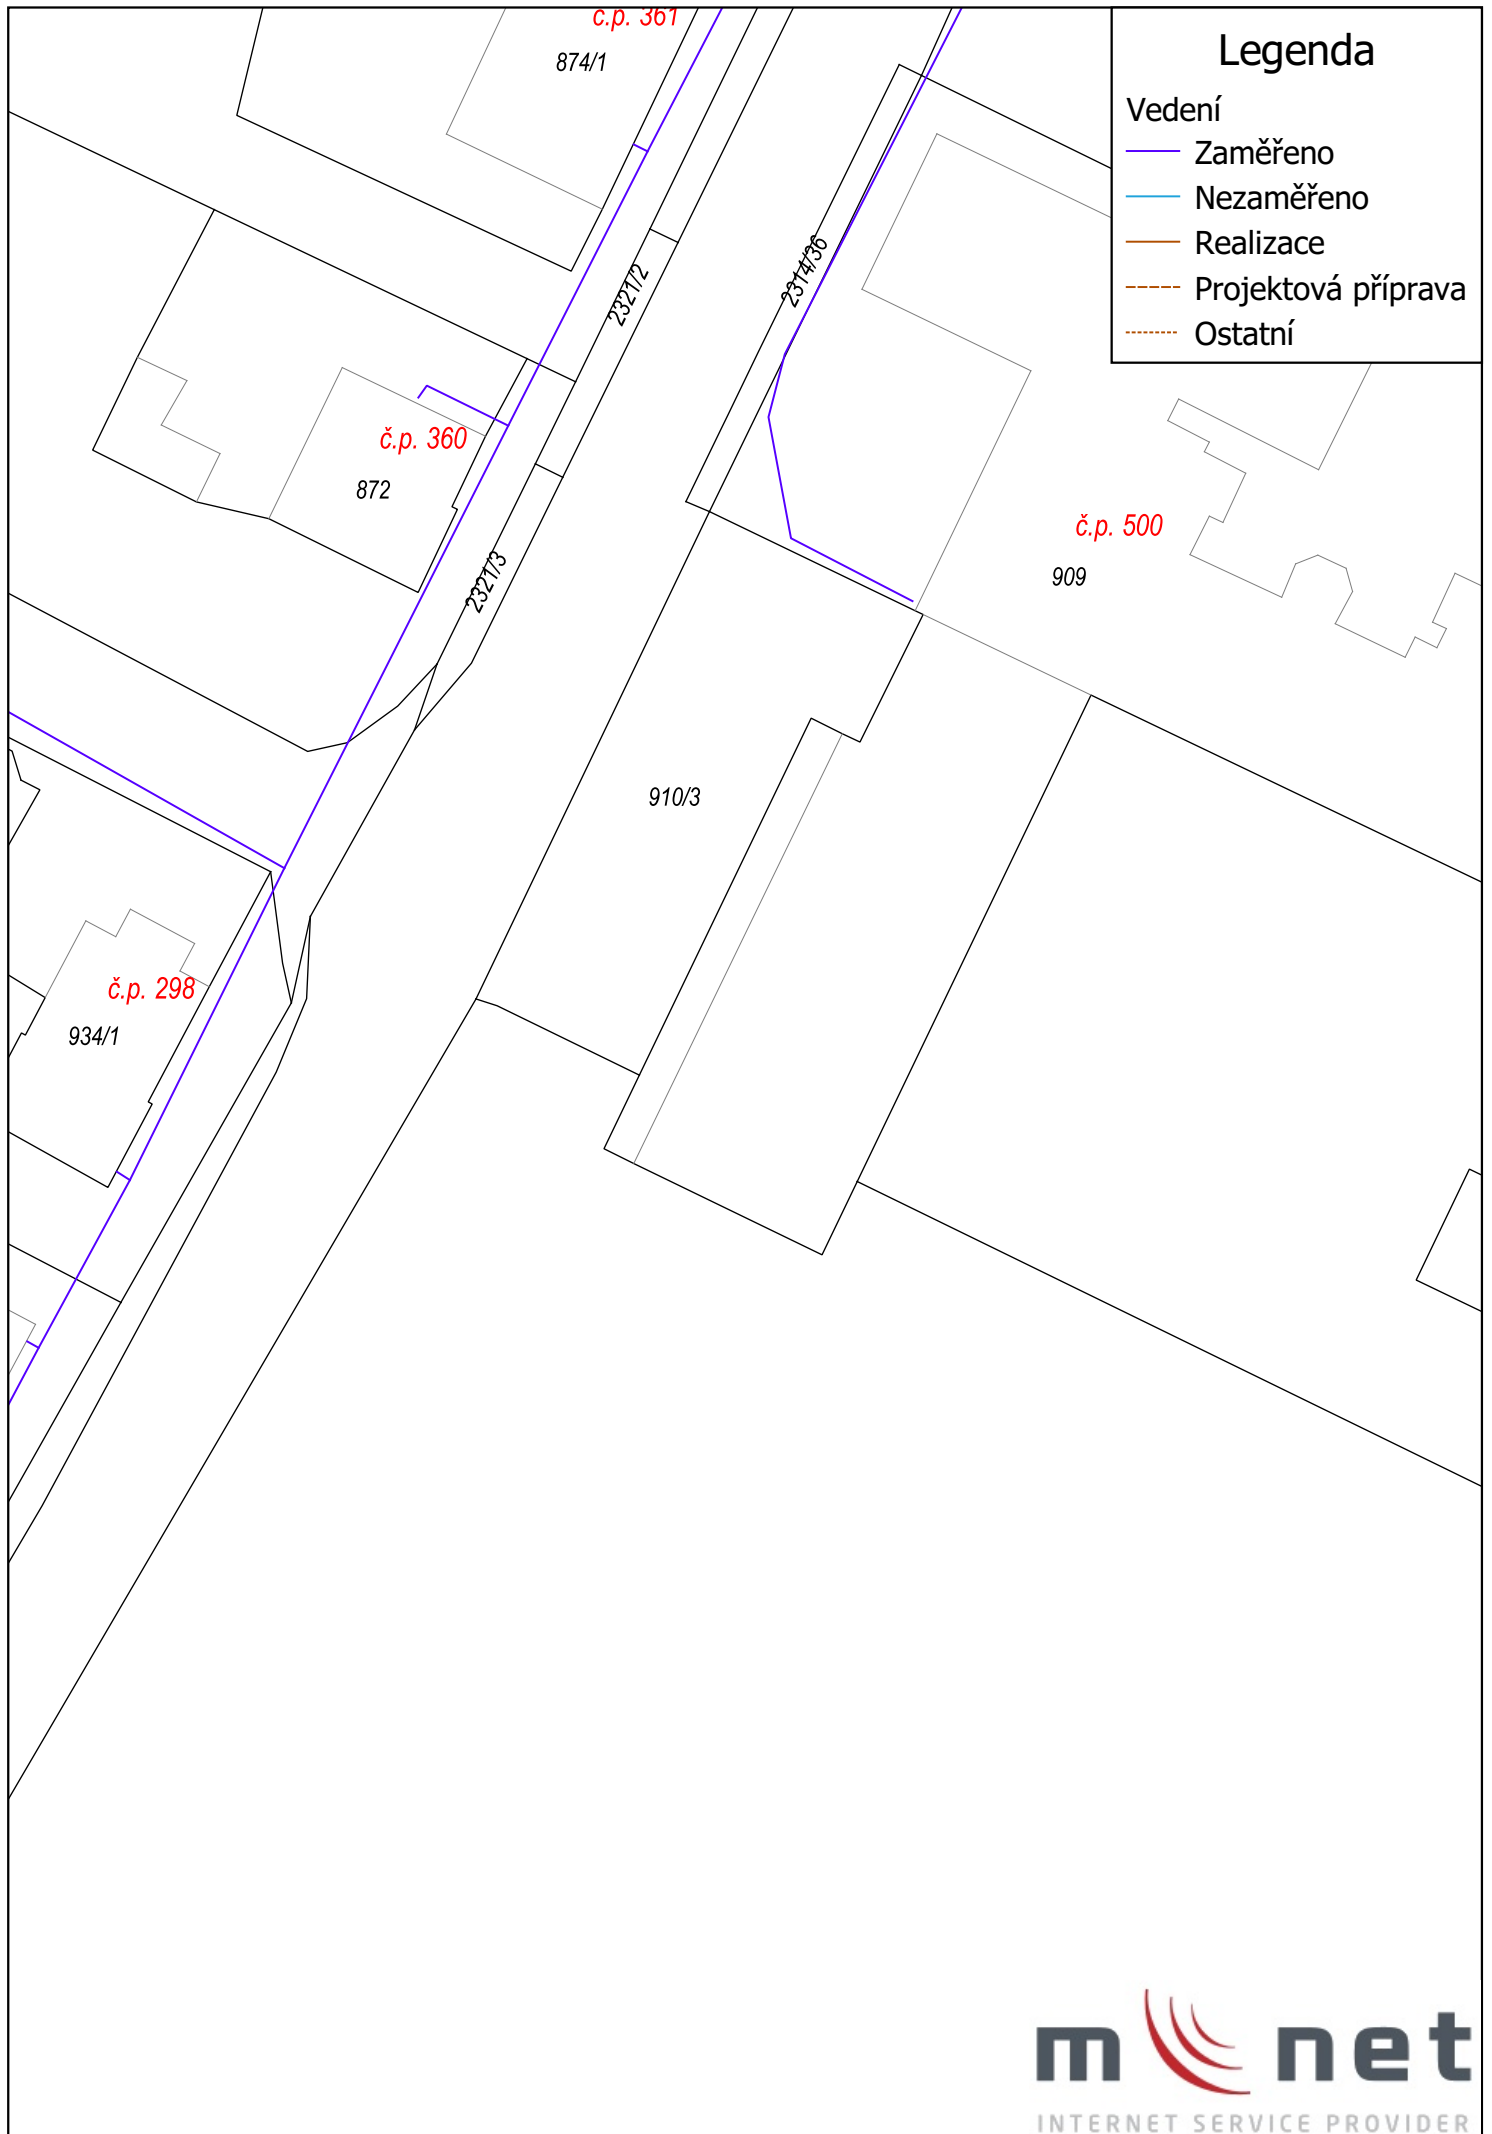 č.p. 361
874/1
Legenda
Vedení
Zaměřeno
Nezaměřeno
Realizace
Projektová příprava
Ostatní
2321/2
2314/36
č.p. 360
872
2321/3
č.p. 500
909
910/3
č.p. 298
934/1
m net
INTERNET SERVICE PROVIDER